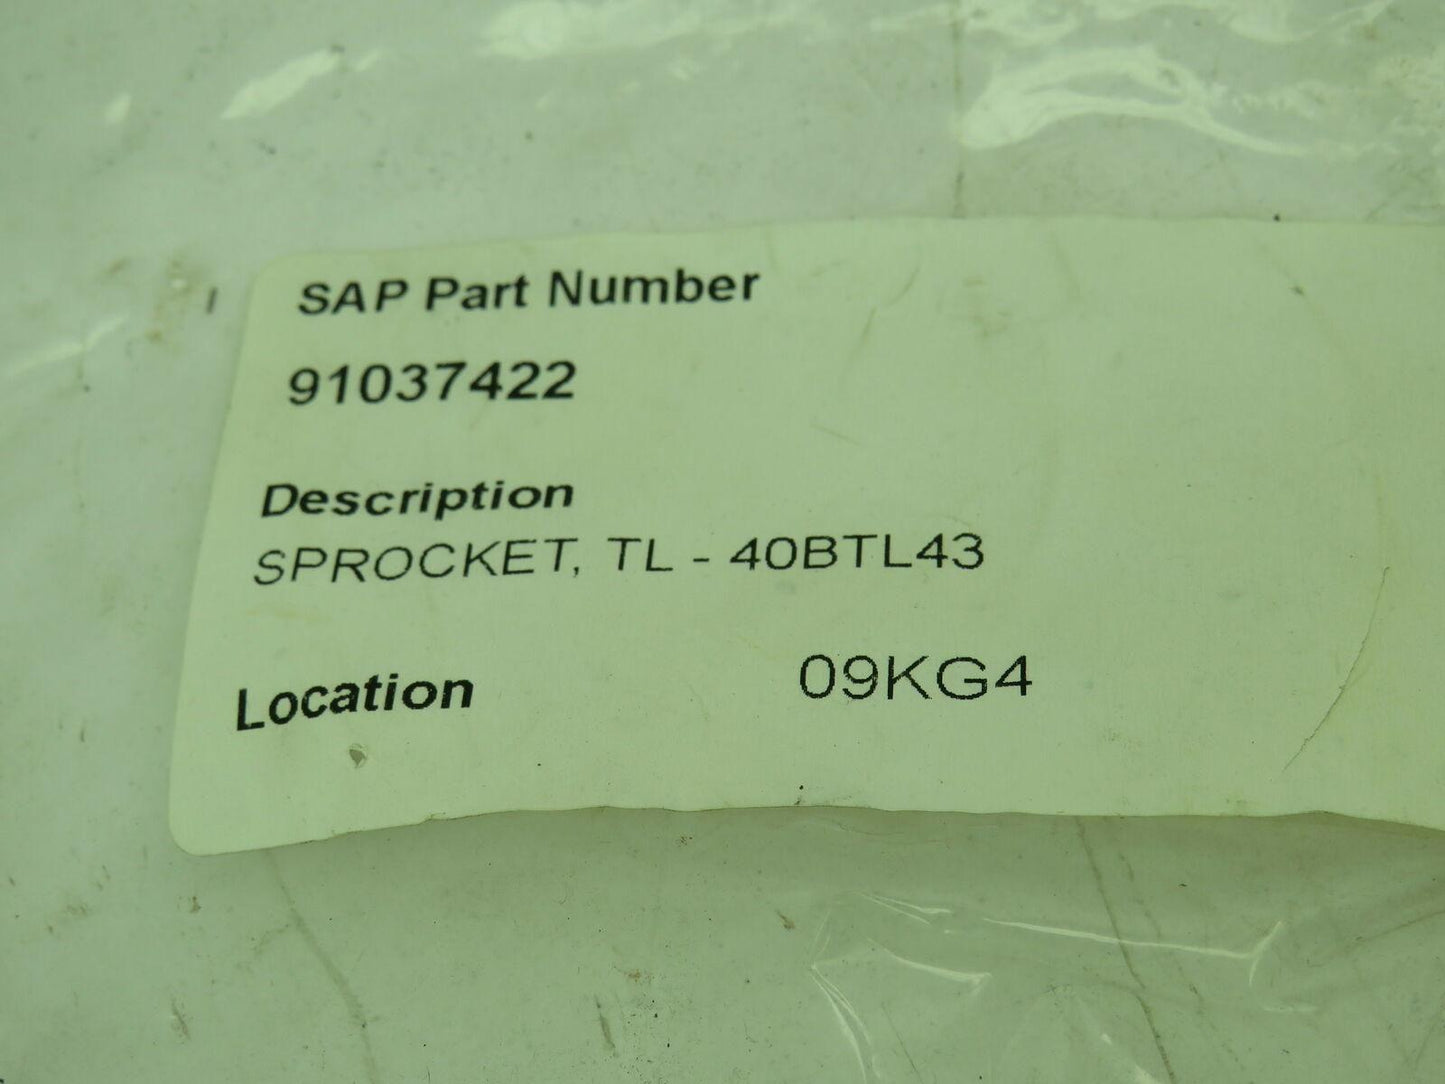 SAP Part Number
91037422
Description
SPROCKET, TL - 40BTL43
Location 09KG4